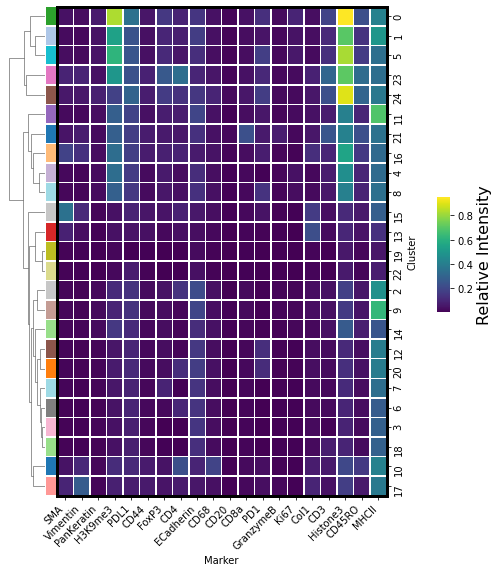 0
1
5
23
24
11
21
16
4
8
15
13
19
22
2
9
14
12
20
7
6
3
18
10
17
Cluster
0.8
0.6
0.4
0.2
Relative Intensity
SMA
Vimentin
PanKeratin
H3K9me3
PDL1
CD44
FoxP3
CD4
ECadherin
CD68
CD20
CD8a
PD1
GranzymeB
Ki67
Col1
CD3
Histone3
CD45RO
MHCII
Marker